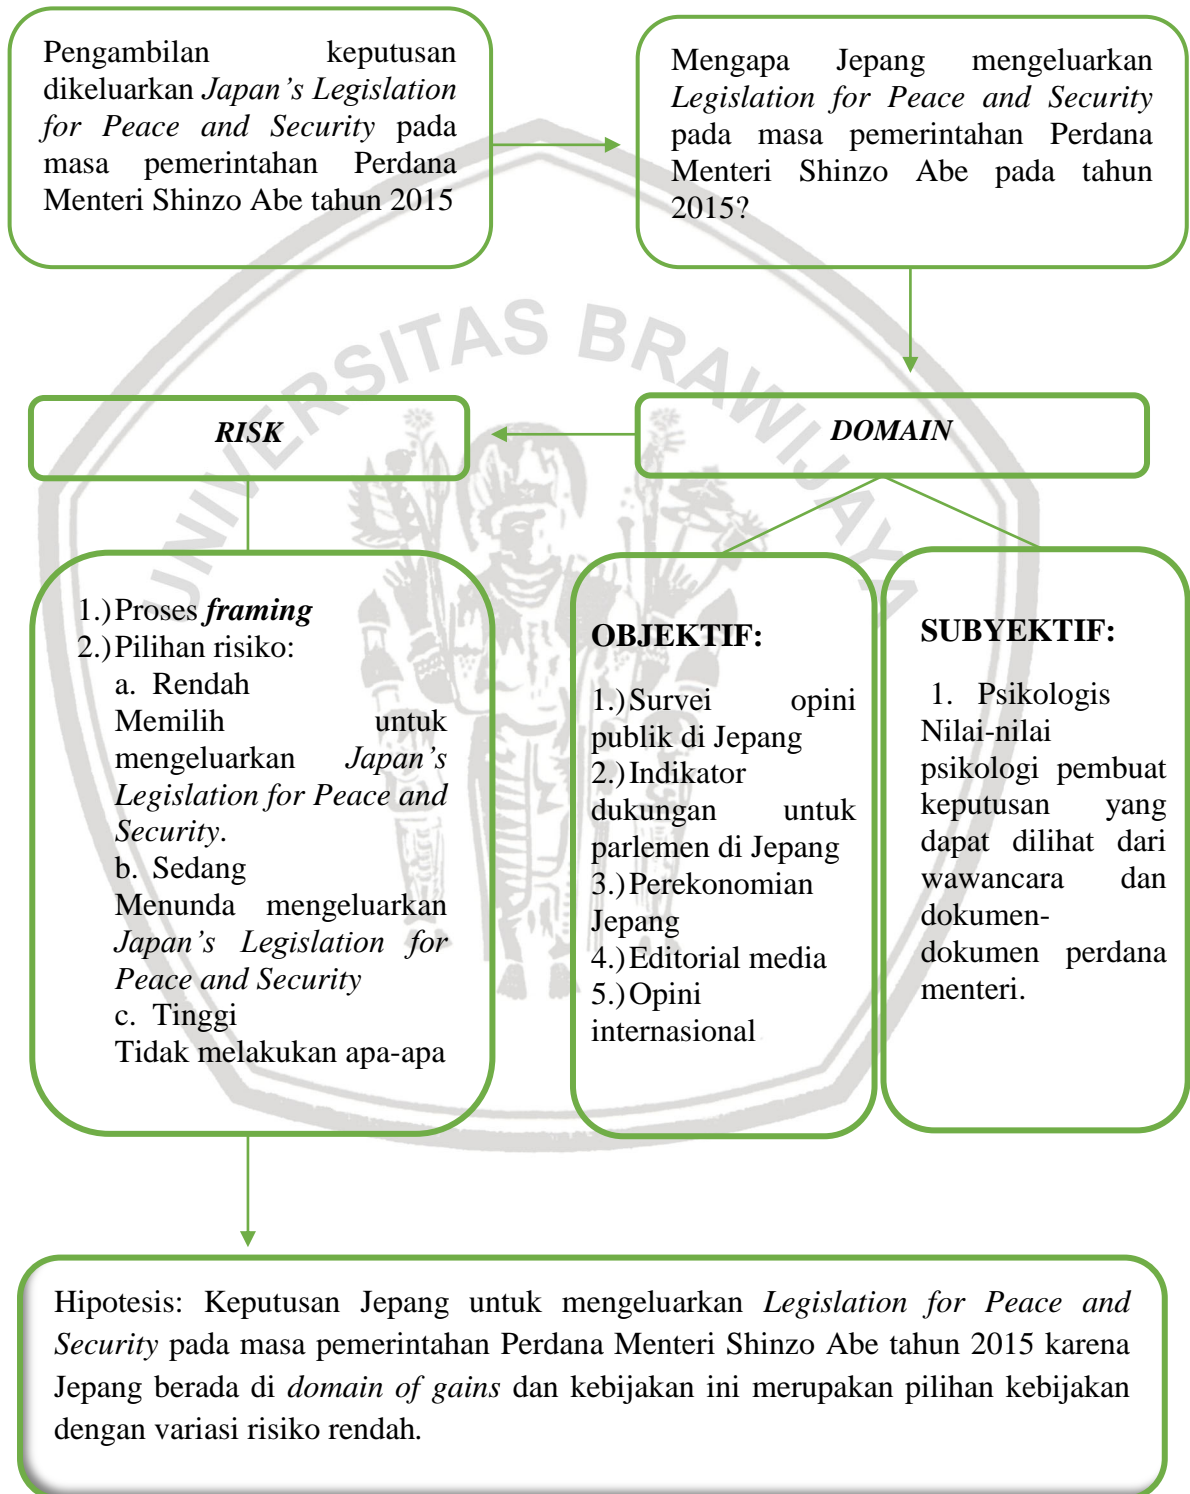 Pengambilan keputusan
dikeluarkan Japan's Legislation
for Peace and Security pada
masa pemerintahan Perdana
Menteri Shinzo Abe tahun 2015
Mengapa Jepang mengeluarkan
Legislation for Peace and Security
pada masa pemerintahan Perdana
Menteri Shinzo Abe pada tahun
2015?
UNIVERSITAS BRAWIJAYA
RISK
DOMAIN
1.) Proses framing
2.) Pilihan risiko:
a. Rendah
Memilih untuk
mengeluarkan Japan's
Legislation for Peace and
Security.
b. Sedang
Menunda mengeluarkan
Japan's Legislation for
Peace and Security
c. Tinggi
Tidak melakukan apa-apa
OBJEKTIF:
1.) Survei opini
publik di Jepang
2.) Indikator
dukungan untuk
parlemen di Jepang
3.) Perekonomian
Jepang
4.) Editorial media
5.) Opini
internasional
SUBYEKTIF:
1. Psikologis
Nilai-nilai
psikologi pembuat
keputusan yang
dapat dilihat dari
wawancara dan
dokumen-
dokumen perdana
menteri.
Hipotesis: Keputusan Jepang untuk mengeluarkan Legislation for Peace and
Security pada masa pemerintahan Perdana Menteri Shinzo Abe tahun 2015 karena
Jepang berada di domain of gains dan kebijakan ini merupakan pilihan kebijakan
dengan variasi risiko rendah.